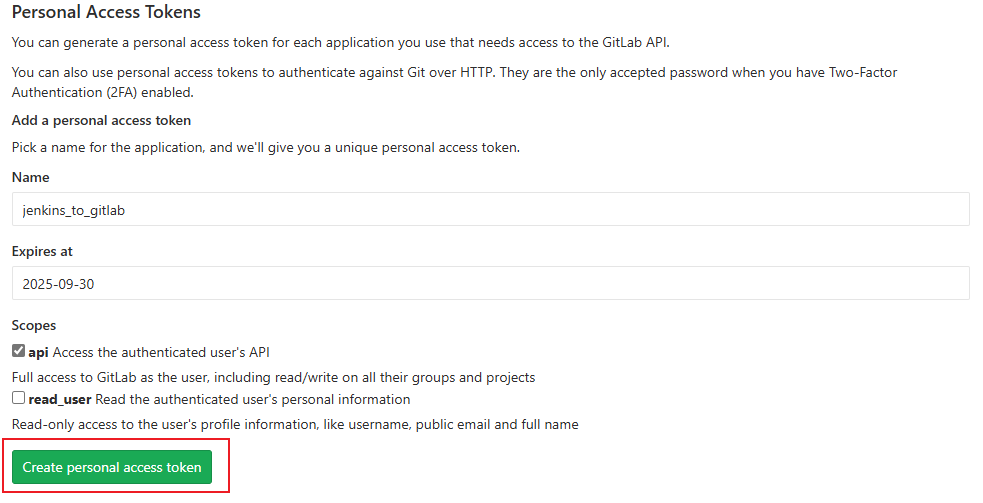 Personal Access Tokens
You can generate a personal access token for each application you use that needs access to the GitLab API.
You can also use personal access tokens to authenticate against Git over HTTP. They are the only accepted password when you have Two-Factor
Authentication (2FA) enabled.
Add a personal access token
Pick a name for the application, and we'll give you a unique personal access token.
Name
jenkins_to_gitlab
Expires at
2025-09-30
Scopes
api Access the authenticated user's API
Full access to GitLab as the user, including read/write on all their groups and projects
read_user Read the authenticated user's personal information
Read-only access to the user's profile information, like username, public email and full name
Create personal access token